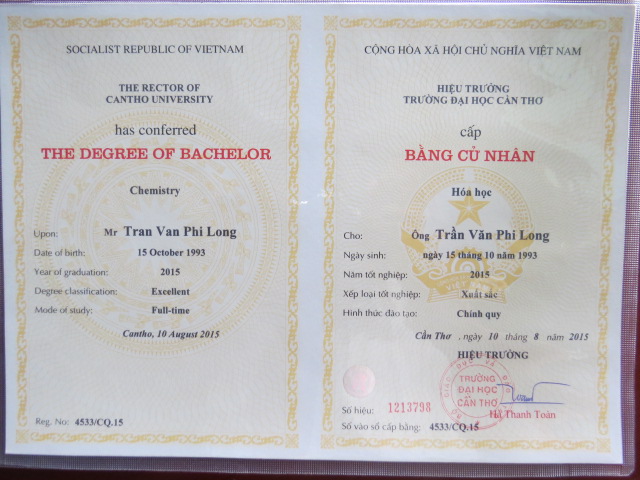 SOCIALIST REPUBLIC OF VIETNAM
THE RECTOR OF
CANTHO UNIVERSITY
has conferred
THE DEGREE OF BACHELOR
Chemistry
Upon: Mr Tran Van Phi Long
Date of birth: 15 October 1993
Year of graduation: 2015
Degree classification: Excellent
Mode of study: Full-time
Cantho, 10 August 2015
Reg. No: 4533/CQ.15
CỘNG HÒA XÃ HỘI CHỦ NGHĨA VIỆT NAM
HIỆU TRƯỞNG
TRƯỜNG ĐẠI HỌC CẦN THƠ
cấp
BẰNG CỬ NHÂN
Hóa học
Cho: Ông Trần Văn Phi Long
Ngày sinh: ngày 15 tháng 10 năm 1993
Năm tốt nghiệp: 2015
Xếp loại tốt nghiệp: Xuất sắc
Hình thức đào tạo: Chính quy
Cần Thơ , ngày 10 tháng 8 năm 2015
HIỆU TRƯỞNG
TRƯỜNG
ĐẠI HỌC
CẦN THƠ
Hà Thanh Toàn
Số hiệu: 1213798
Số vào sổ cấp bằng: 4533/CQ.15